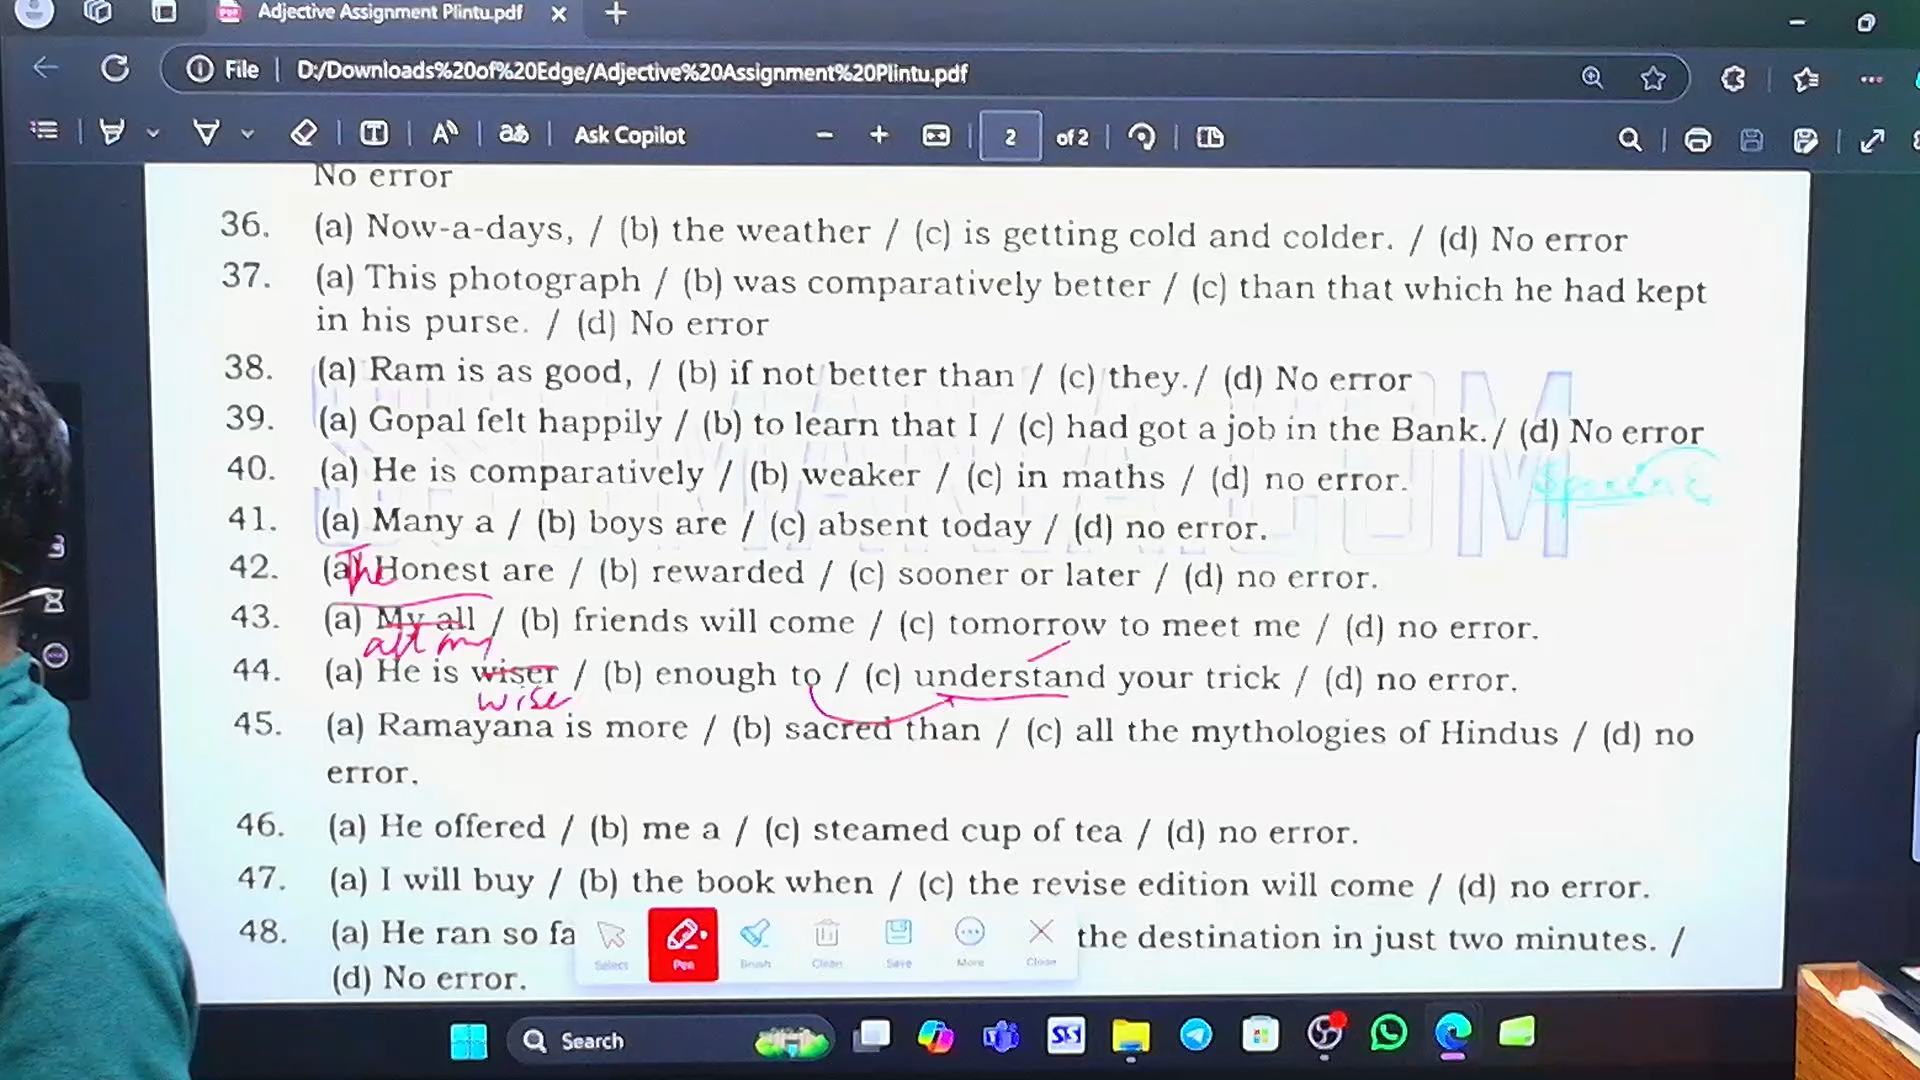 Adjective Assignment Plintu.pdf
File | D:/Downloads%20of%20Edge/Adjective%20Assignment%20Plintu.pdf
Ask Copilot
2 of 2
No error
36. (a) Now-a-days, / (b) the weather / (c) is getting cold and colder. / (d) No error
37. (a) This photograph / (b) was comparatively better / (c) than that which he had kept
in his purse. / (d) No error
38. (a) Ram is as good, / (b) if not better than / (c) they. / (d) No error
39. (a) Gopal felt happily / (b) to learn that I / (c) had got a job in the Bank. / (d) No error
40. (a) He is comparatively / (b) weaker / (c) in maths / (d) no error.
41. (a) Many a / (b) boys are / (c) absent today / (d) no error.
The
42. (a) Honest are / (b) rewarded / (c) sooner or later / (d) no error.
43. (a) My all / (b) friends will come / (c) tomorrow to meet me / (d) no error.
all my
44. (a) He is wiser / (b) enough to / (c) understand your trick / (d) no error.
wise
45. (a) Ramayana is more / (b) sacred than / (c) all the mythologies of Hindus / (d) no
error.
46. (a) He offered / (b) me a / (c) steamed cup of tea / (d) no error.
47. (a) I will buy / (b) the book when / (c) the revise edition will come / (d) no error.
48. (a) He ran so fa the destination in just two minutes. /
(d) No error.
Select Pen Brush Clean Save More Close
Search